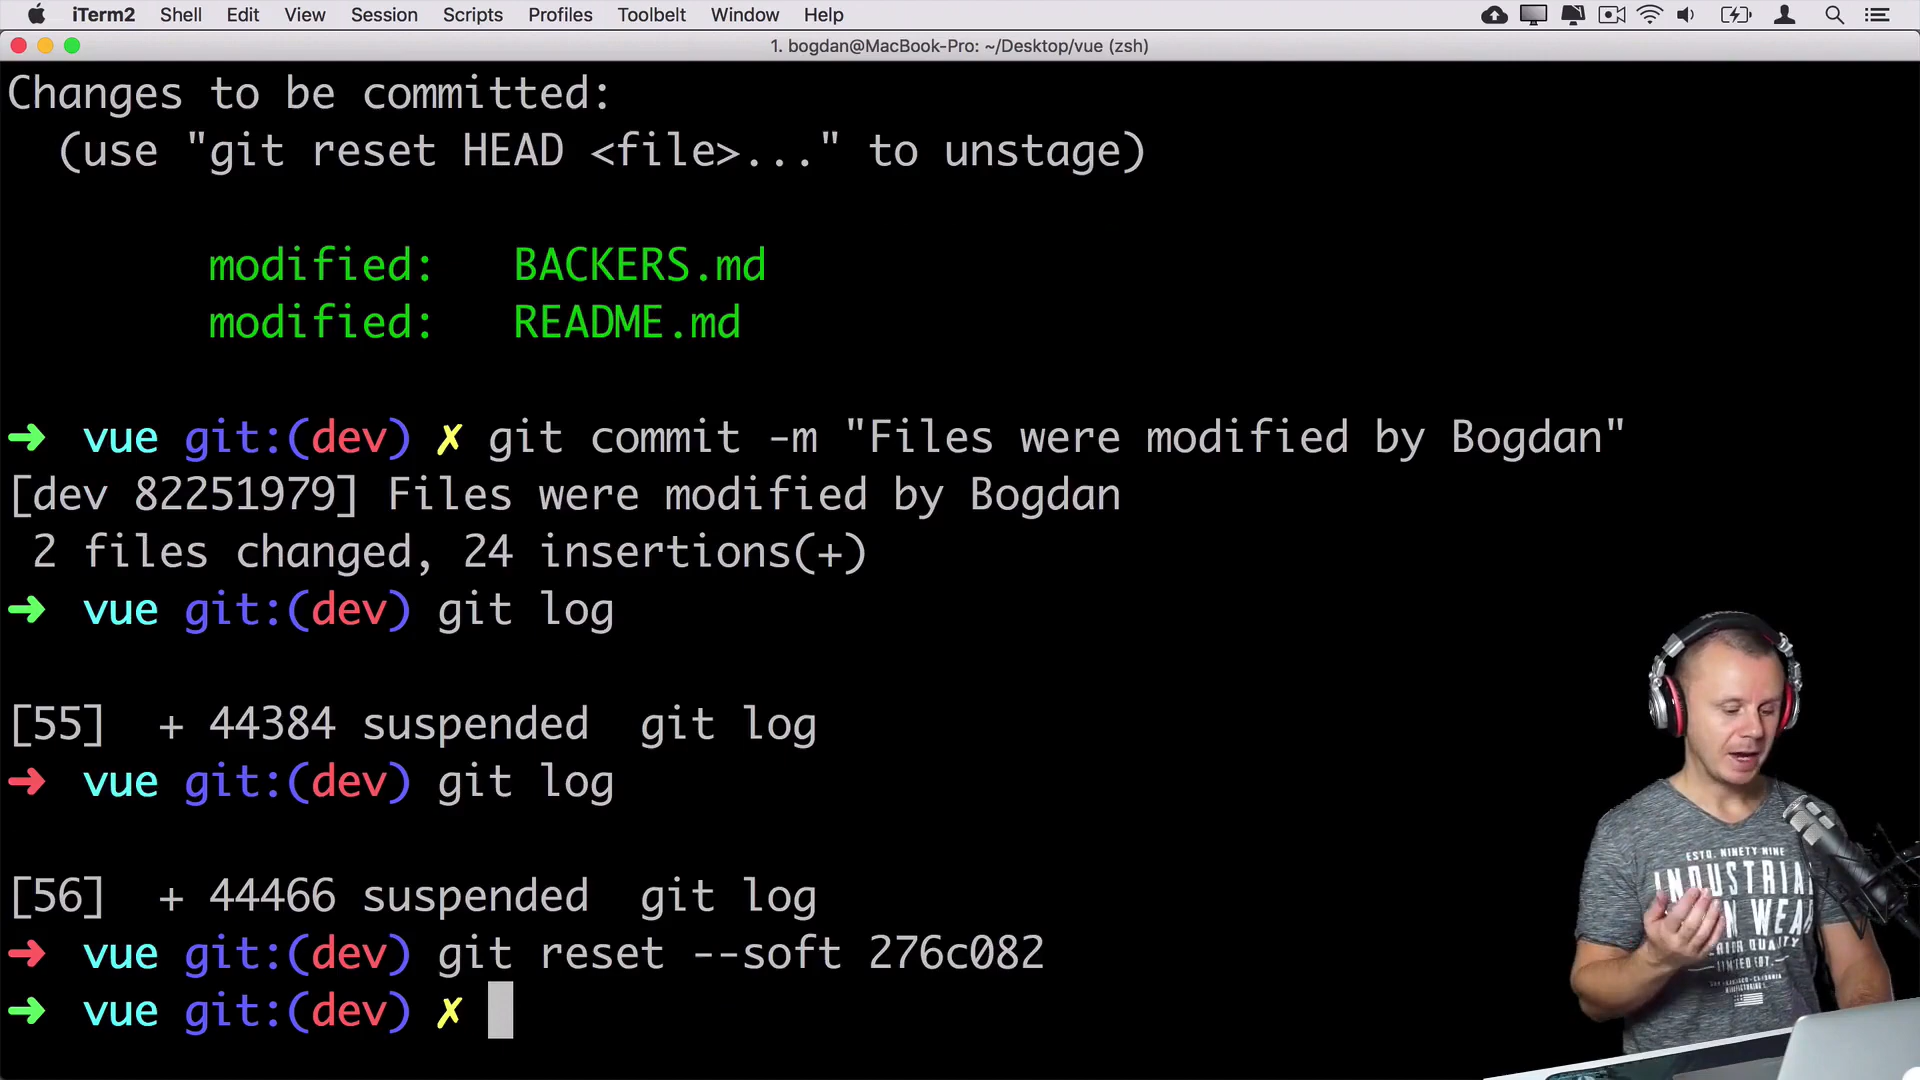 iTerm2 Shell Edit View Session Scripts Profiles Toolbelt Window Help
1. bogdan@MacBook-Pro: ~/Desktop/vue (zsh)
Changes to be committed:
(use "git reset HEAD <file>..." to unstage)
modified: BACKERS.md
modified: README.md
➜ vue git:(dev) ✗ git commit -m "Files were modified by Bogdan"
[dev 82251979] Files were modified by Bogdan
2 files changed, 24 insertions(+)
➜ vue git:(dev) git log
[55] + 44384 suspended git log
➜ vue git:(dev) git log
[56] + 44466 suspended git log
➜ vue git:(dev) git reset --soft 276c082
➜ vue git:(dev) ✗
ESTD. NINETY NINE
INDUSTRIA
WEA
QUALITY
LIMITED EDT.